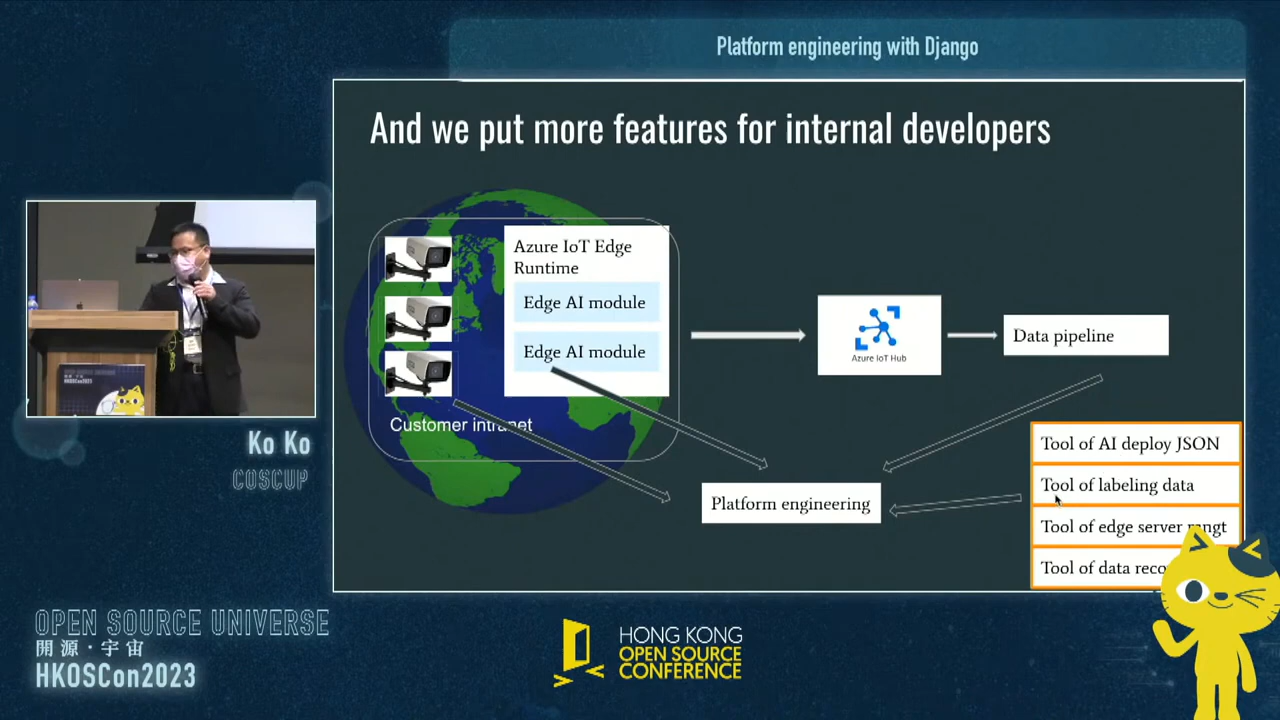 Platform engineering with Django
And we put more features for internal developers
Azure IoT Edge
Runtime
Edge AI module
Edge AI module
Customer intranet
Azure IoT Hub
Data pipeline
Platform engineering
Tool of AI deploy JSON
Tool of labeling data
Tool of edge server mngt
Tool of data reco
Ko Ko
COSCUP
OPEN SOURCE UNIVERSE
開源·宇宙
HKOSCon2023
HONG KONG
OPEN SOURCE
CONFERENCE